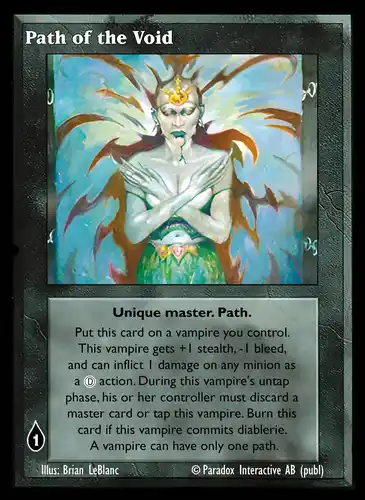 Path of the Void
Unique master. Path.
Put this card on a vampire you control.
This vampire gets +1 stealth, -1 bleed,
and can inflict 1 damage on any minion as
a Ⓓ action. During this vampire's untap
phase, his or her controller must discard a
master card or tap this vampire. Burn this
card if this vampire commits diablerie.
A vampire can have only one path.
1
Illus: Brian LeBlanc
© Paradox Interactive AB (publ)